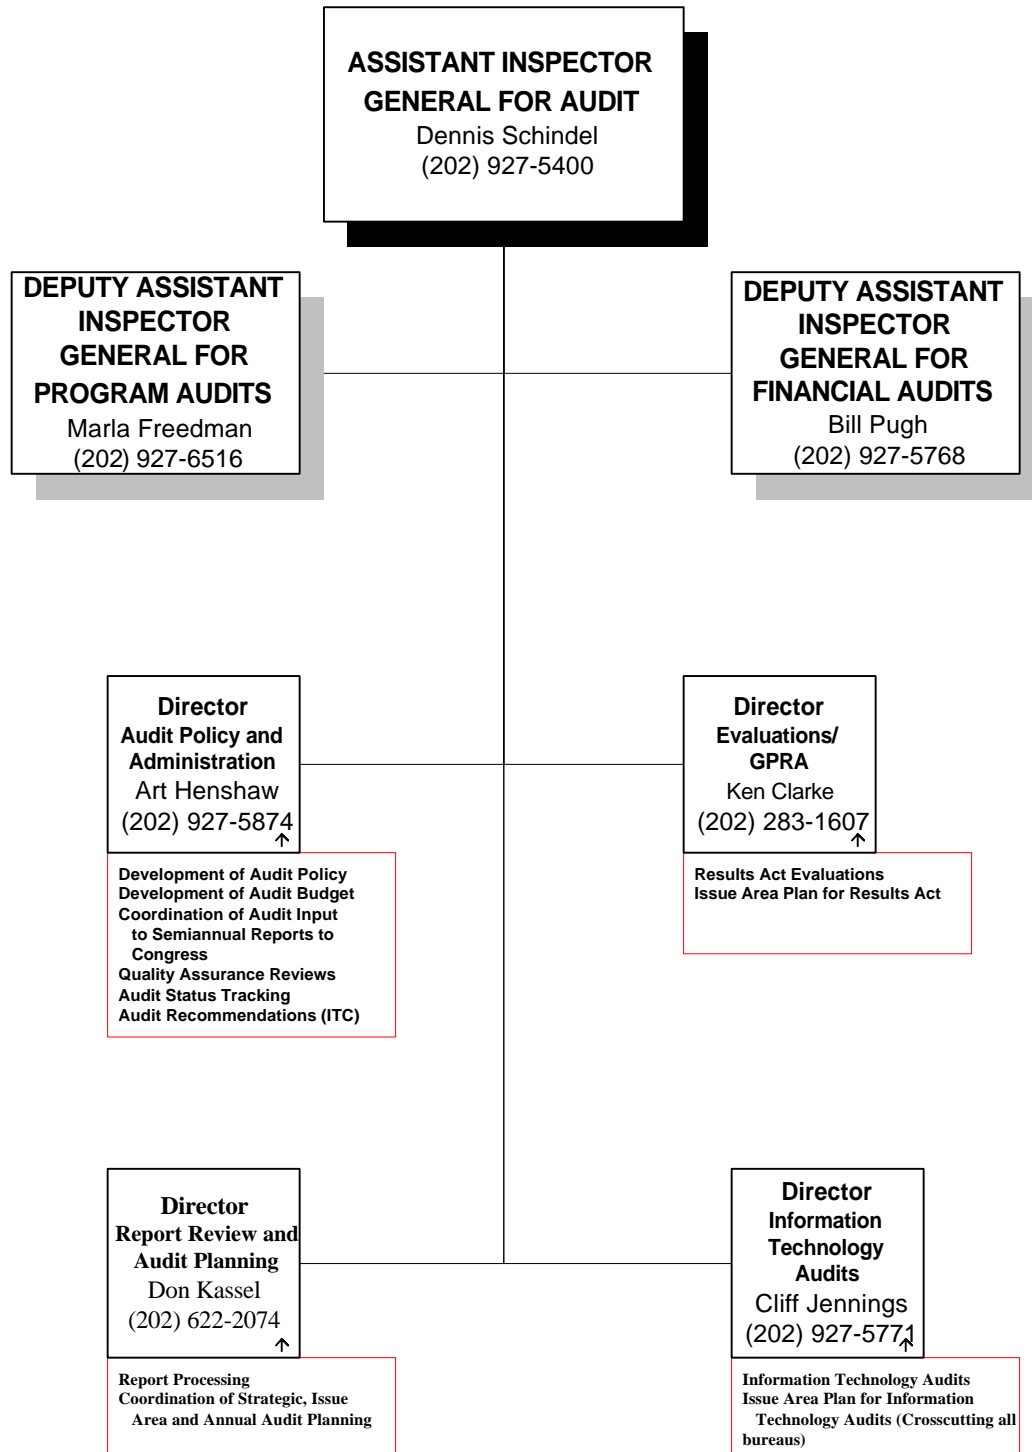 ASSISTANT INSPECTOR
GENERAL FOR AUDIT
Dennis Schindel
(202) 927-5400
DEPUTY ASSISTANT
INSPECTOR
GENERAL FOR
PROGRAM AUDITS
Marla Freedman
(202) 927-6516
DEPUTY ASSISTANT
INSPECTOR
GENERAL FOR
FINANCIAL AUDITS
Bill Pugh
(202) 927-5768
Director
Audit Policy and
Administration
Art Henshaw
(202) 927-5874
Development of Audit Policy
Development of Audit Budget
Coordination of Audit Input
to Semiannual Reports to
Congress
Quality Assurance Reviews
Audit Status Tracking
Audit Recommendations (ITC)
Director
Evaluations/
GPRA
Ken Clarke
(202) 283-1607
Results Act Evaluations
Issue Area Plan for Results Act
Director
Report Review and
Audit Planning
Don Kassel
(202) 622-2074
Report Processing
Coordination of Strategic, Issue
Area and Annual Audit Planning
Director
Information
Technology
Audits
Cliff Jennings
(202) 927-5771
Information Technology Audits
Issue Area Plan for Information
Technology Audits (Crosscutting all
bureaus)